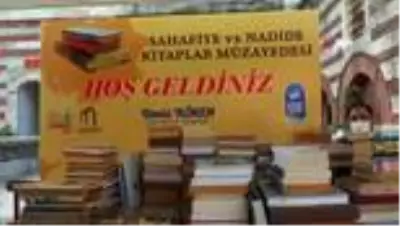 SAHAFİYE ve NADİDE
KİTAPLAR MÜZAYEDESİ
HOŞ GELDİNİZ